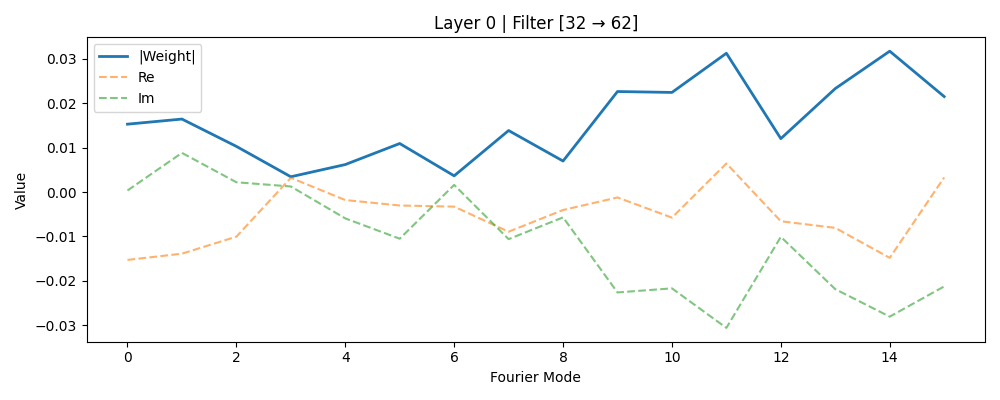 Layer 0 | Filter [32 → 62]
|Weight|
Re
Im
Value
0.03
0.02
0.01
0.00
−0.01
−0.02
−0.03
0 2 4 6 8 10 12 14
Fourier Mode